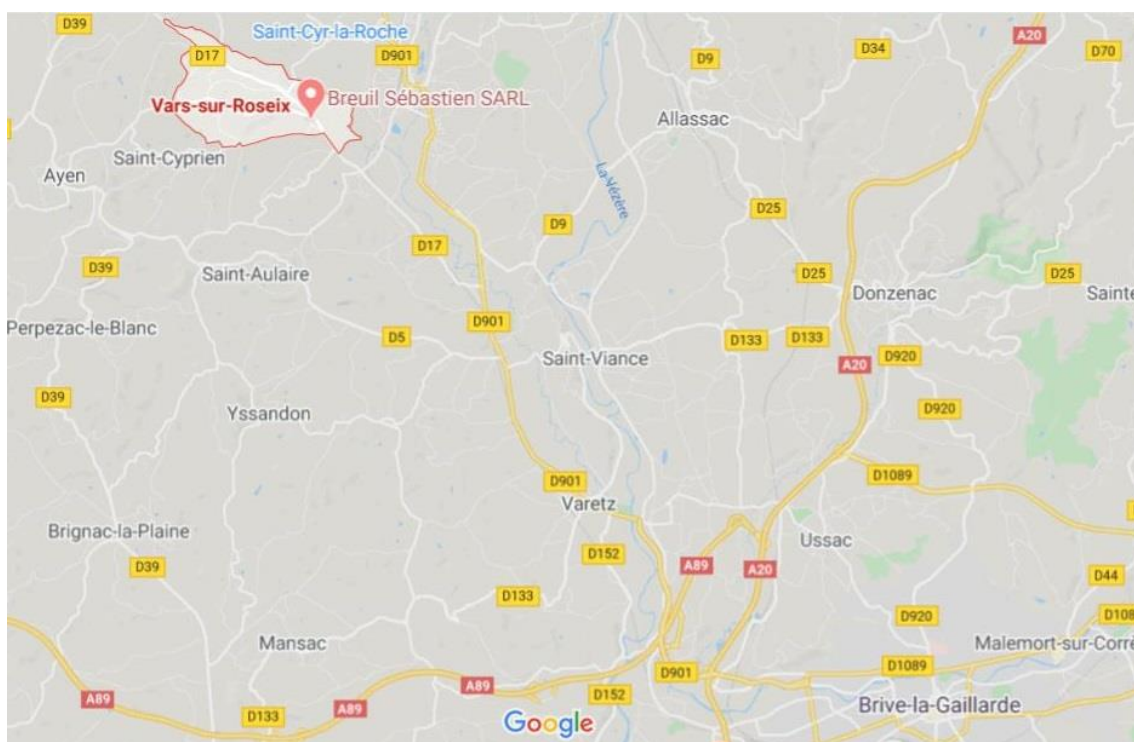 D39
Saint-Cyr-la-Roche
D901
D17
D9
D34
A20
D70
Vars-sur-Roseix
Breuil Sébastien SARL
Allassac
Saint-Cyprien
Ayen
La Vézère
D25
D9
D17
D39
Saint-Aulaire
D25
Donzenac
D25
Sainte
Perpezac-le-Blanc
D901
D5
D133
D133
Saint-Viance
A20
D920
D39
Yssandon
D920
D901
D1089
Varetz
Brignac-la-Plaine
Ussac
D39
D152
A89
A20
D44
D133
D920
D108
Mansac
Malemort-sur-Corrè
D1089
D901
A89
A89
D152
A89
D133
Brive-la-Gaillarde
Google